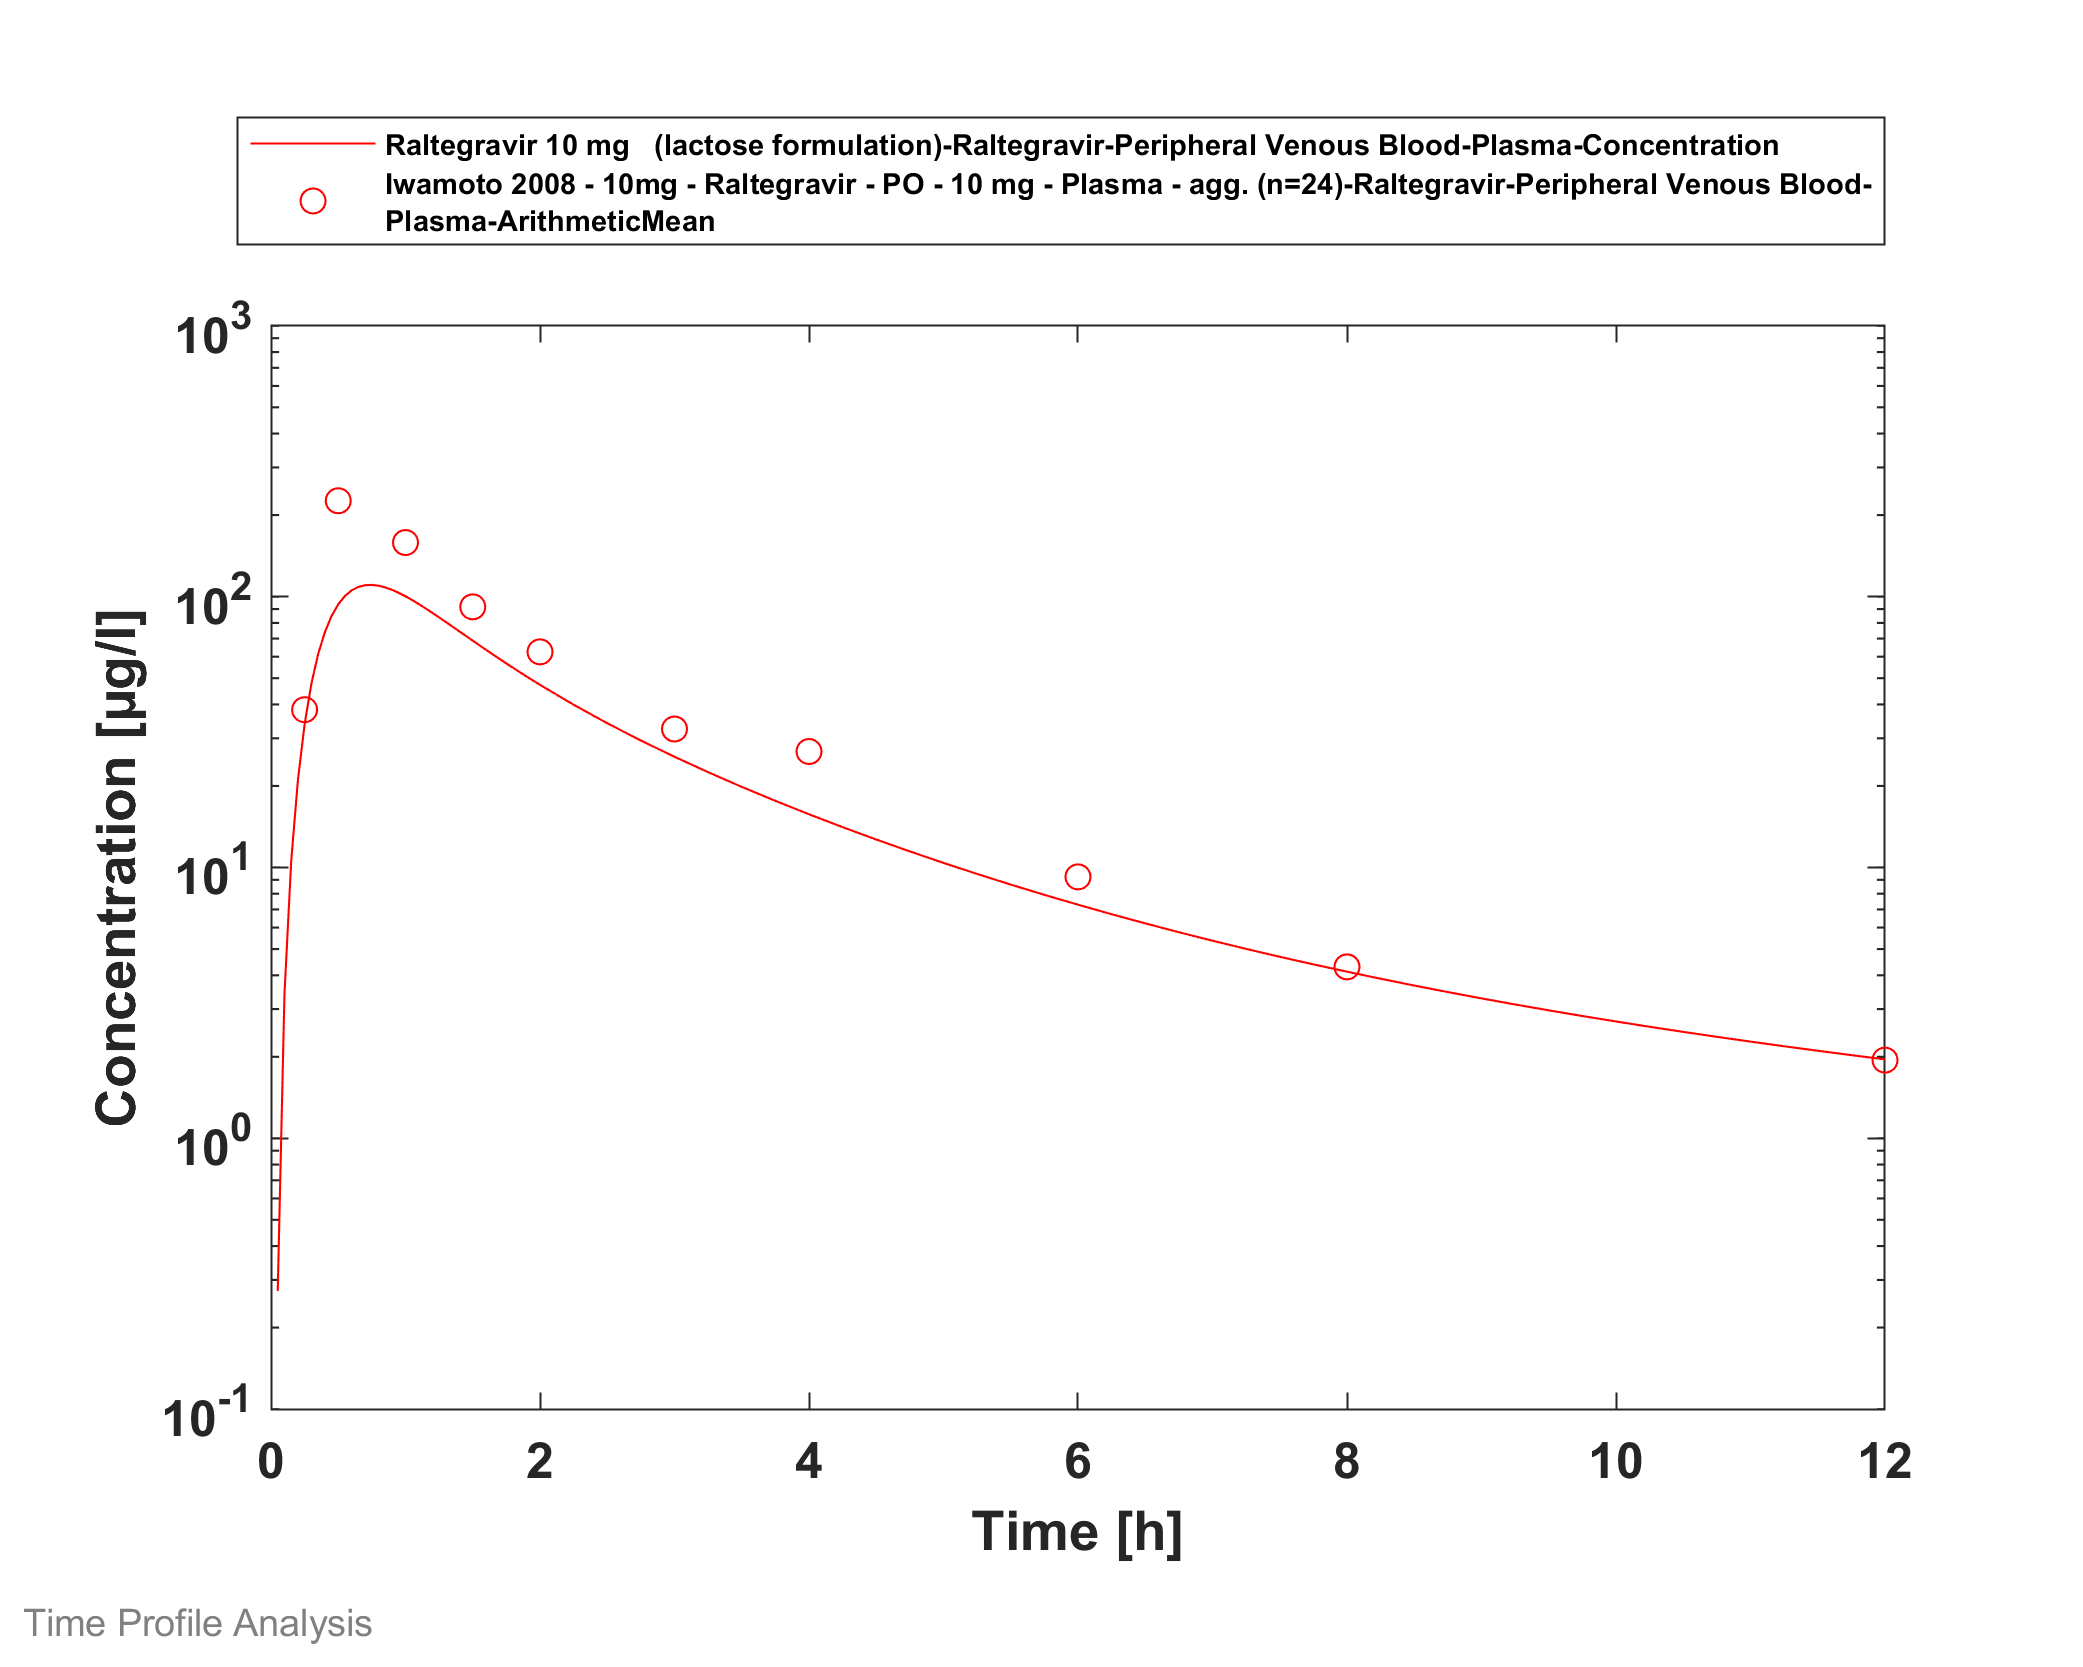 Raltegravir 10 mg   (lactose formulation)-Raltegravir-Peripheral Venous Blood-Plasma-Concentration
Iwamoto 2008 - 10mg - Raltegravir - PO - 10 mg - Plasma - agg. (n=24)-Raltegravir-Peripheral Venous Blood-
Plasma-ArithmeticMean
10^3
10^2
10^1
10^0
10^-1
Concentration [µg/l]
0 2 4 6 8 10 12
Time [h]
Time Profile Analysis